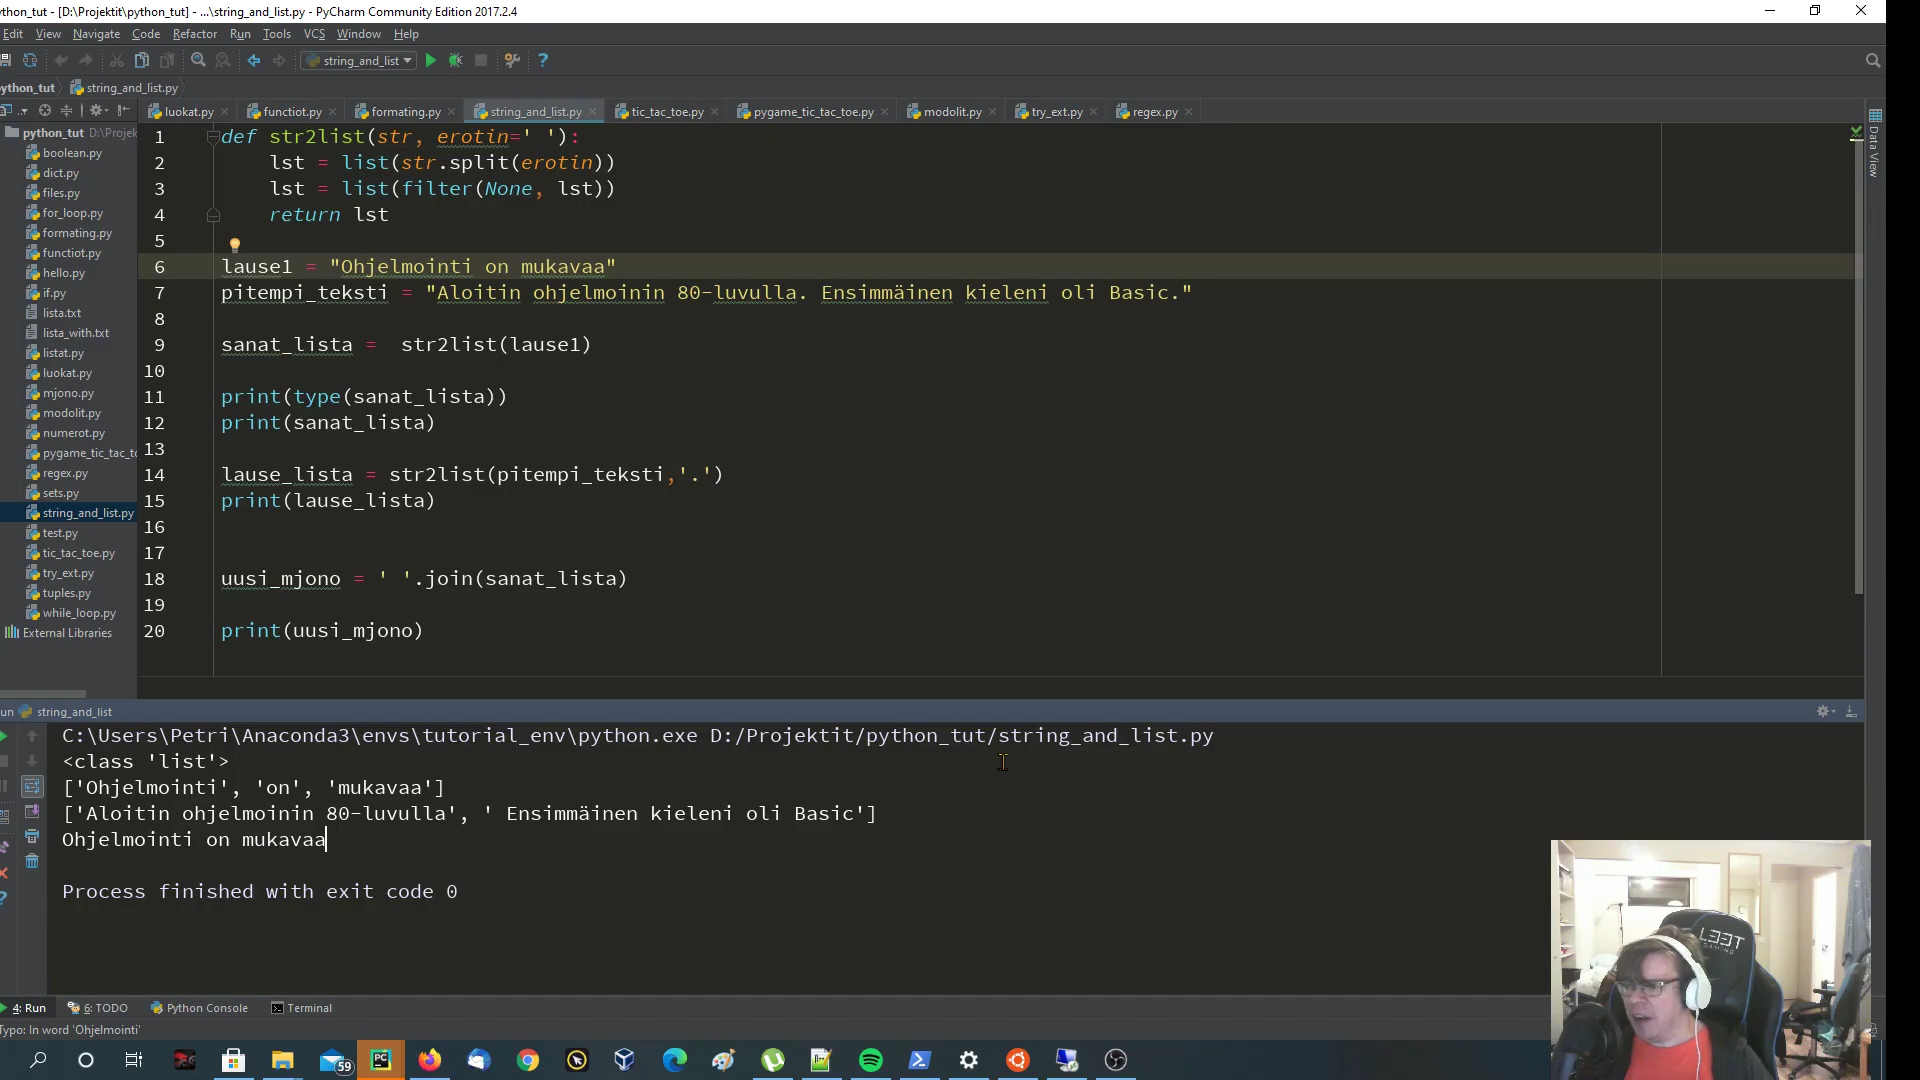 ython_tut - [D:\Projektit\python_tut] - ...\string_and_list.py - PyCharm Community Edition 2017.2.4
Edit View Navigate Code Refactor Run Tools VCS Window Help
string_and_list
ython_tut string_and_list.py
luokat.py functiot.py formating.py string_and_list.py tic_tac_toe.py pygame_tic_tac_toe.py modolit.py try_ext.py regex.py
python_tut D:\Projek
boolean.py
dict.py
files.py
for_loop.py
formating.py
functiot.py
hello.py
if.py
lista.txt
lista_with.txt
listat.py
luokat.py
mjono.py
modolit.py
numerot.py
pygame_tic_tac_to
regex.py
sets.py
string_and_list.py
test.py
tic_tac_toe.py
try_ext.py
tuples.py
while_loop.py
External Libraries
1 def str2list(str, erotin=' '):
2 lst = list(str.split(erotin))
3 lst = list(filter(None, lst))
4 return lst
5
6 lause1 = "Ohjelmointi on mukavaa"
7 pitempi_teksti = "Aloitin ohjelmoinin 80-luvulla. Ensimmäinen kieleni oli Basic."
8
9 sanat_lista =  str2list(lause1)
10
11 print(type(sanat_lista))
12 print(sanat_lista)
13
14 lause_lista = str2list(pitempi_teksti,'.')
15 print(lause_lista)
16
17
18 uusi_mjono = ' '.join(sanat_lista)
19
20 print(uusi_mjono)
Data View
un string_and_list
C:\Users\Petri\Anaconda3\envs\tutorial_env\python.exe D:/Projektit/python_tut/string_and_list.py
<class 'list'>
['Ohjelmointi', 'on', 'mukavaa']
['Aloitin ohjelmoinin 80-luvulla', ' Ensimmäinen kieleni oli Basic']
Ohjelmointi on mukavaa
Process finished with exit code 0
LEET
GAMING
4: Run 6: TODO Python Console Terminal
Typo: In word 'Ohjelmointi'
59
PC